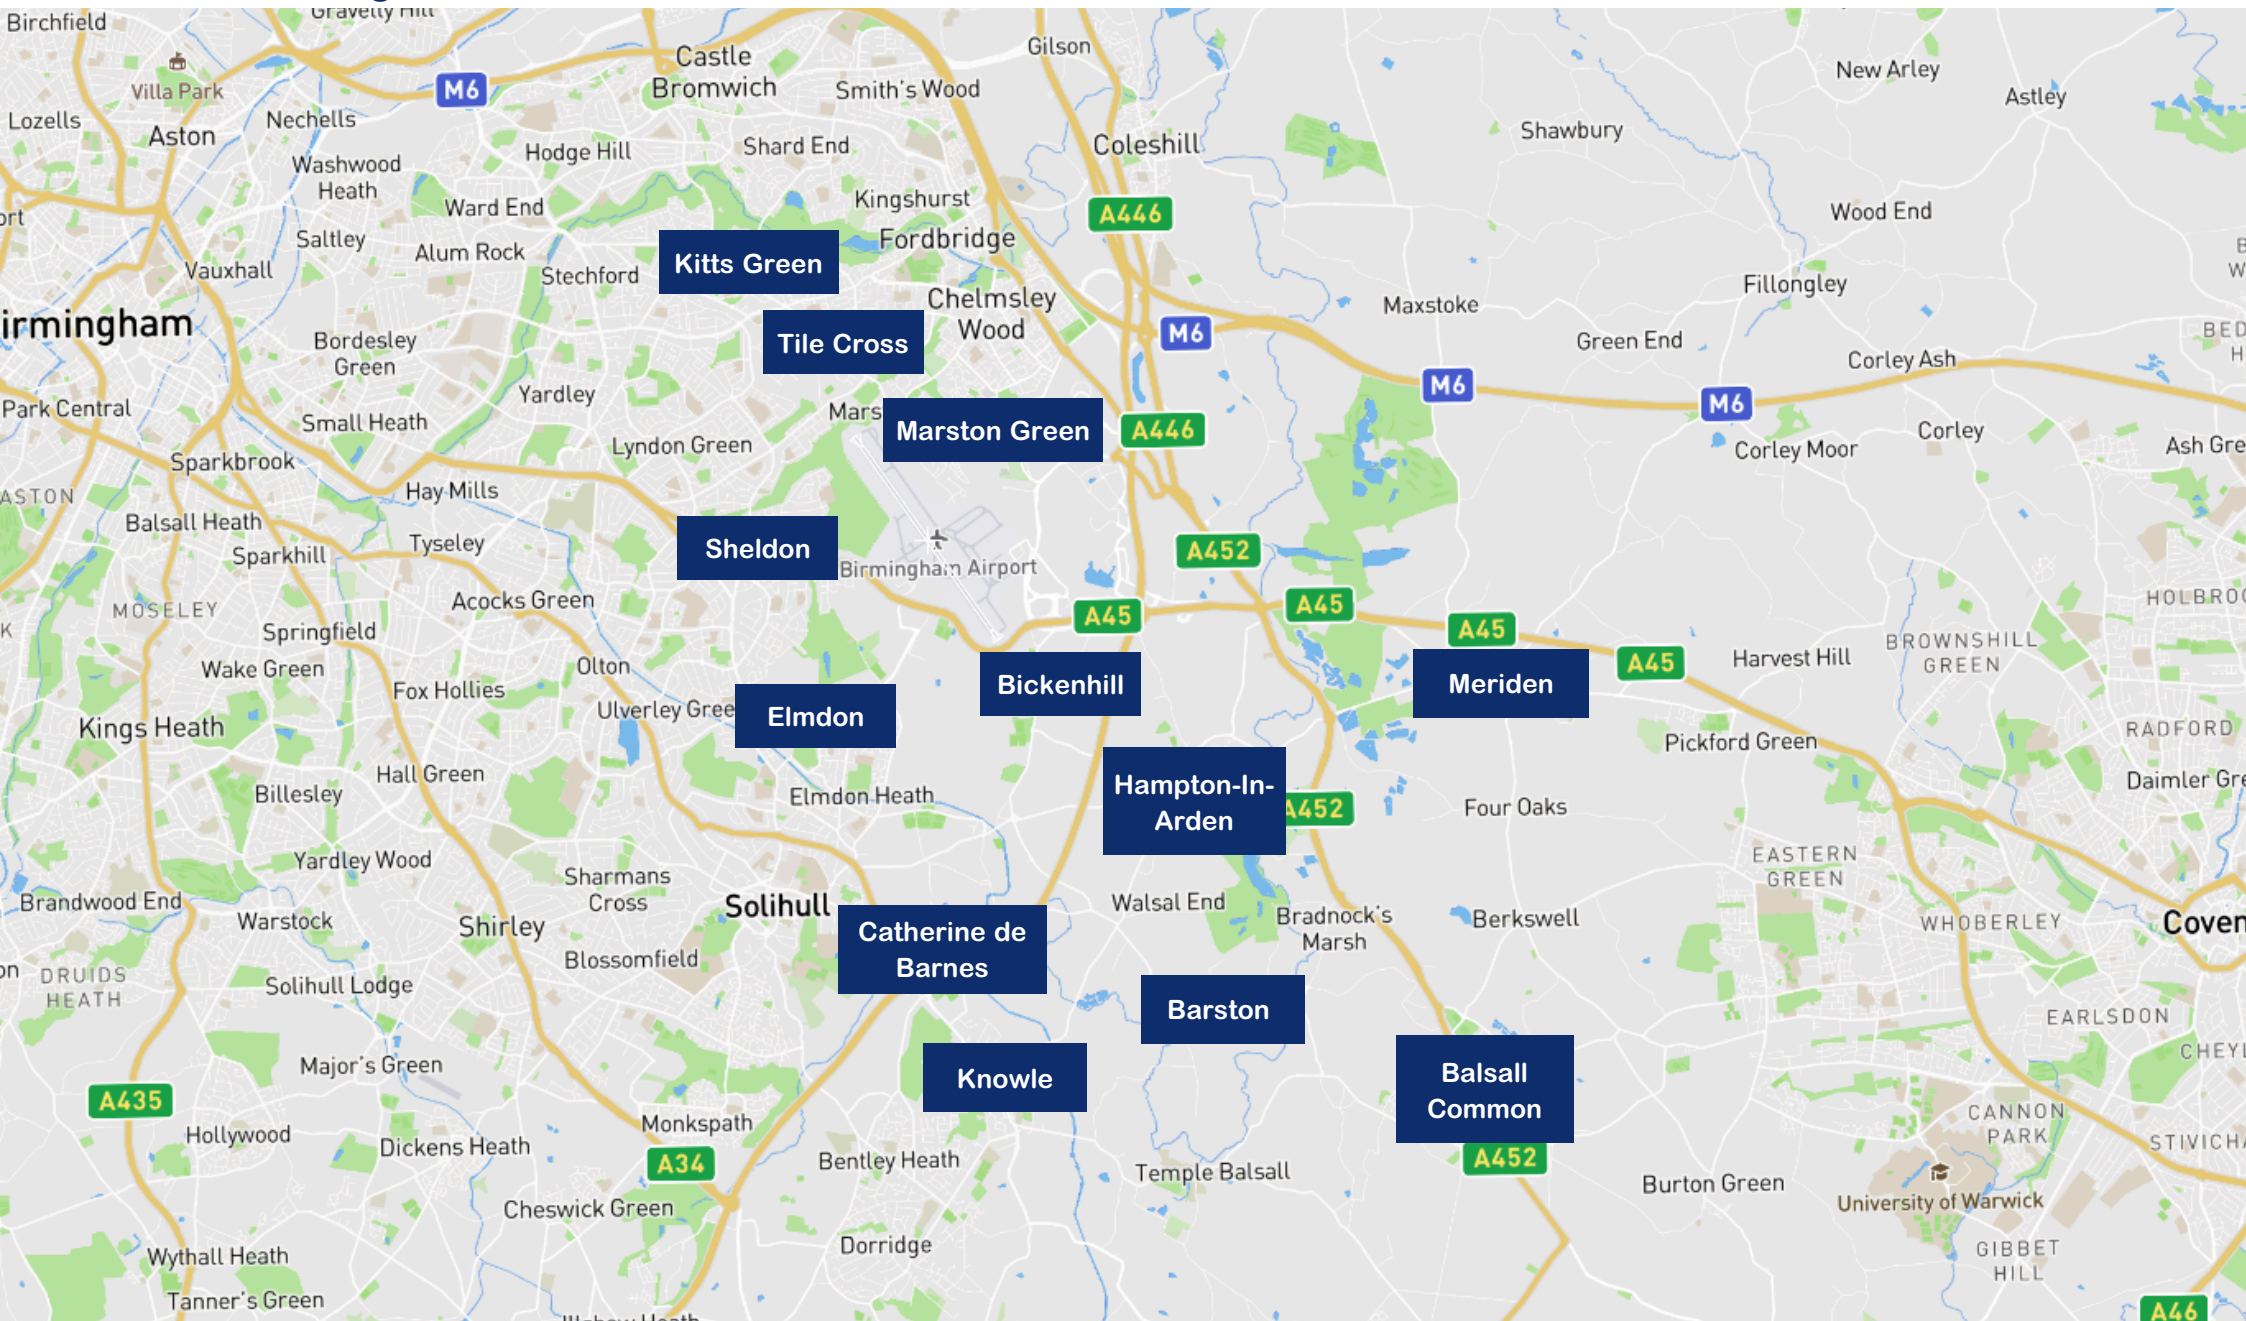 Birchfield
Gravelly Hill
Castle
Bromwich
Gilson
Villa Park
M6
Smith's Wood
New Arley
Astley
Lozells
Aston
Nechells
Hodge Hill
Shard End
Coleshill
Shawbury
Washwood
Heath
Ward End
Kingshurst
A446
Wood End
Saltley
Alum Rock
Fordbridge
Vauxhall
Stechford
Kitts Green
Chelmsley
Wood
Maxstoke
Fillongley
irmingham
Bordesley
Green
Tile Cross
M6
Green End
Corley Ash
Park Central
Small Heath
Yardley
Mars
Marston Green
A446
M6
M6
Corley
Corley Moor
Ash Gre
Lyndon Green
Sparkbrook
Hay Mills
Balsall Heath
Sparkhill
Tyseley
Sheldon
Birmingham Airport
A452
MOSELEY
Acocks Green
A45
A45
A45
A45
HOLBROO
BROWNSHILL
GREEN
Springfield
Wake Green
Olton
Harvest Hill
Fox Hollies
Bickenhill
Meriden
Ulverley Gree
Elmdon
Kings Heath
Pickford Green
RADFORD
Hall Green
Billesley
Elmdon Heath
Hampton-In-
Arden
A452
Four Oaks
Daimler Gre
Yardley Wood
Sharmans
Cross
EASTERN
GREEN
Brandwood End
Warstock
Shirley
Solihull
Walsal End
Bradnock's
Marsh
Berkswell
WHOBERLEY
Coven
Catherine de
Barnes
Blossomfield
DRUIDS
HEATH
Solihull Lodge
Barston
EARLSDON
Major's Green
Knowle
Balsall
Common
CHEYL
A435
Hollywood
Dickens Heath
Monkspath
A34
Bentley Heath
Temple Balsall
A452
Burton Green
CANNON
PARK
STIVICHA
University of Warwick
Cheswick Green
Dorridge
Wythall Heath
GIBBET
HILL
Tanner's Green
A46